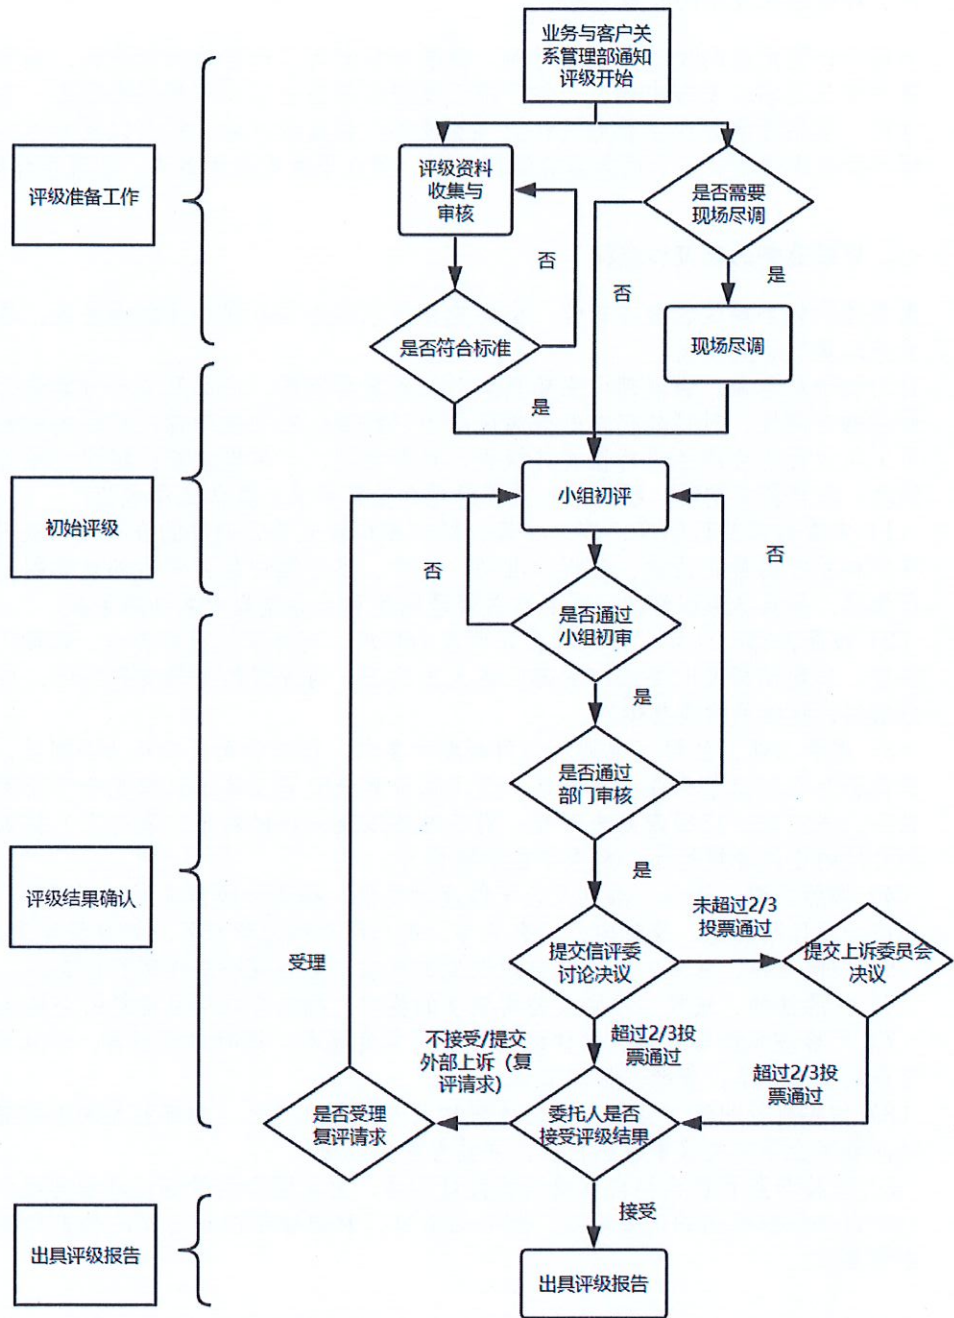 业务与客户关
系管理部通知
评级开始
评级准备工作
评级资料
收集与
审核
是否需要
现场尽调
否
否
是
是否符合标准
现场尽调
是
初始评级
小组初评
否
否
是否通过
小组初审
是
是否通过
部门审核
是
评级结果确认
未超过2/3
投票通过
提交信评委
讨论决议
提交上诉委员会
决议
受理
不接受/提交
外部上诉（复
评请求）
超过2/3投
票通过
超过2/3投
票通过
是否受理
复评请求
委托人是否
接受评级结果
接受
出具评级报告
出具评级报告